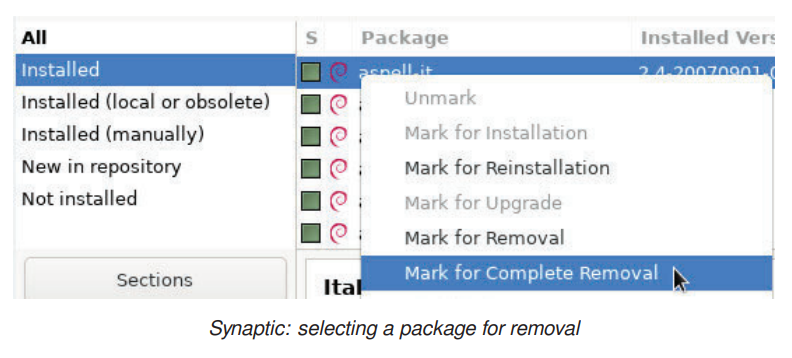 All
S Package Installed Vers
Installed
aspell-it 2.4-20070901-0
Installed (local or obsolete)
Installed (manually)
New in repository
Not installed
Unmark
Mark for Installation
Mark for Reinstallation
Mark for Upgrade
Mark for Removal
Mark for Complete Removal
Sections
Ital
Synaptic: selecting a package for removal